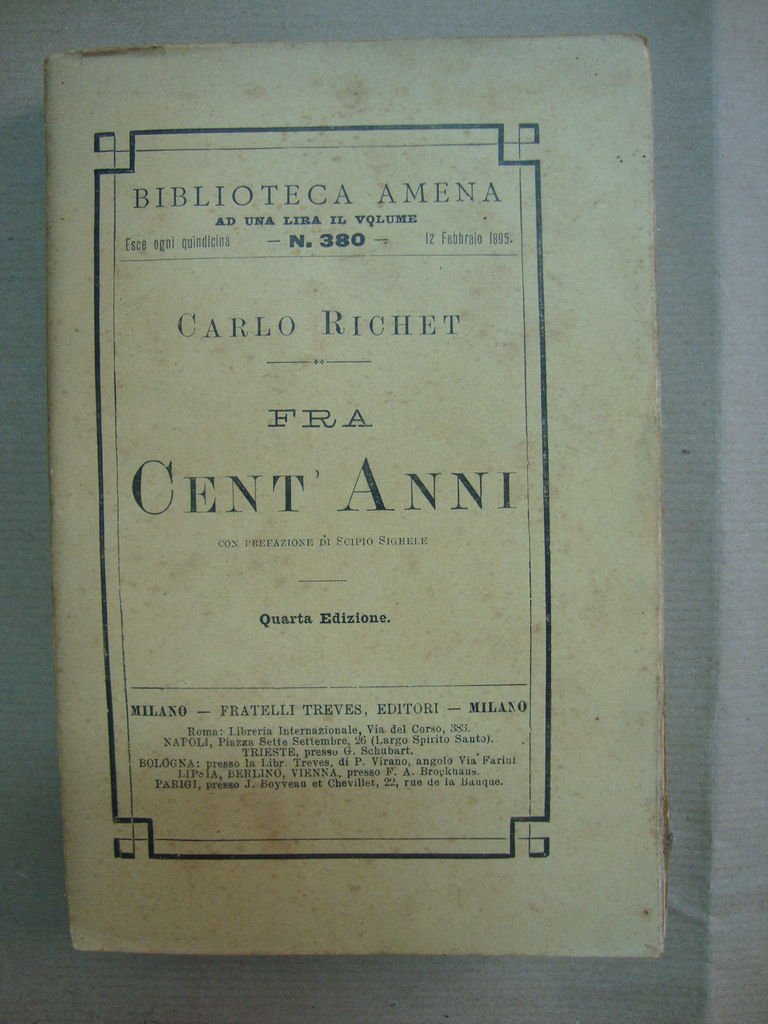 BIBLIOTECA AMENA
AD UNA LIRA IL VOLUME
Esce ogni quindicina — N. 380 — 12 Febbraio 1895.
CARLO RICHET
FRA
CENT' ANNI
CON PREFAZIONE DI SCIPIO SIGHELE
Quarta Edizione.
MILANO — FRATELLI TREVES, EDITORI — MILANO
Roma: Libreria Internazionale, Via del Corso, 383.
NAPOLI, Piazza Sette Settembre, 26 (Largo Spirito Santo).
TRIESTE, presso G. Schubart.
BOLOGNA: presso la Libr. Treves, di P. Virano, angolo Via Farini
LIPSIA, BERLINO, VIENNA, presso F. A. Brockhaus.
PARIGI, presso J. Boyveau et Chevillet, 22, rue de la Banque.